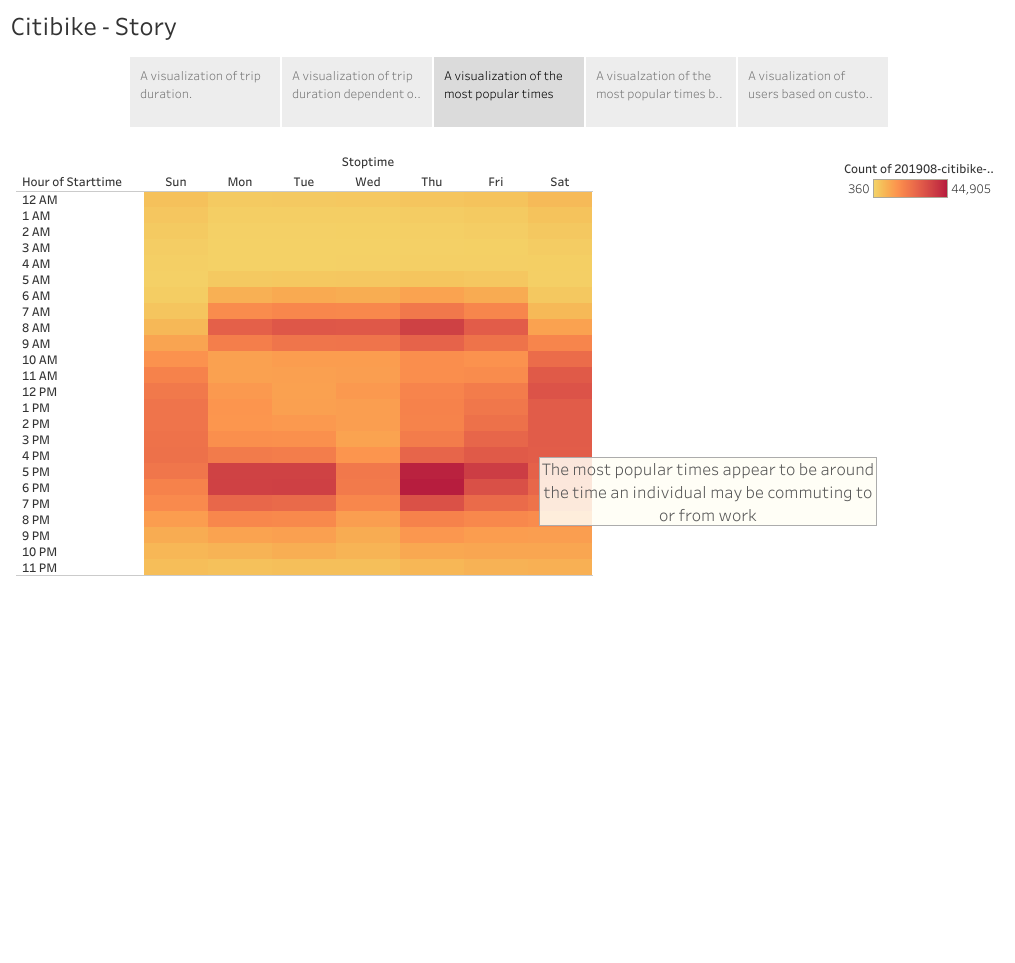 Citibike - Story
A visualization of trip
duration.
A visualization of trip
duration dependent o..
A visualization of the
most popular times
A visualization of the
most popular times b..
A visualization of
users based on custo..
Stoptime
Hour of Starttime Sun Mon Tue Wed Thu Fri Sat
Count of 201908-citibike-..
360 44,905
12 AM
1 AM
2 AM
3 AM
4 AM
5 AM
6 AM
7 AM
8 AM
9 AM
10 AM
11 AM
12 PM
1 PM
2 PM
3 PM
4 PM
5 PM
6 PM
7 PM
8 PM
9 PM
10 PM
11 PM
The most popular times appear to be around
the time an individual may be commuting to
or from work